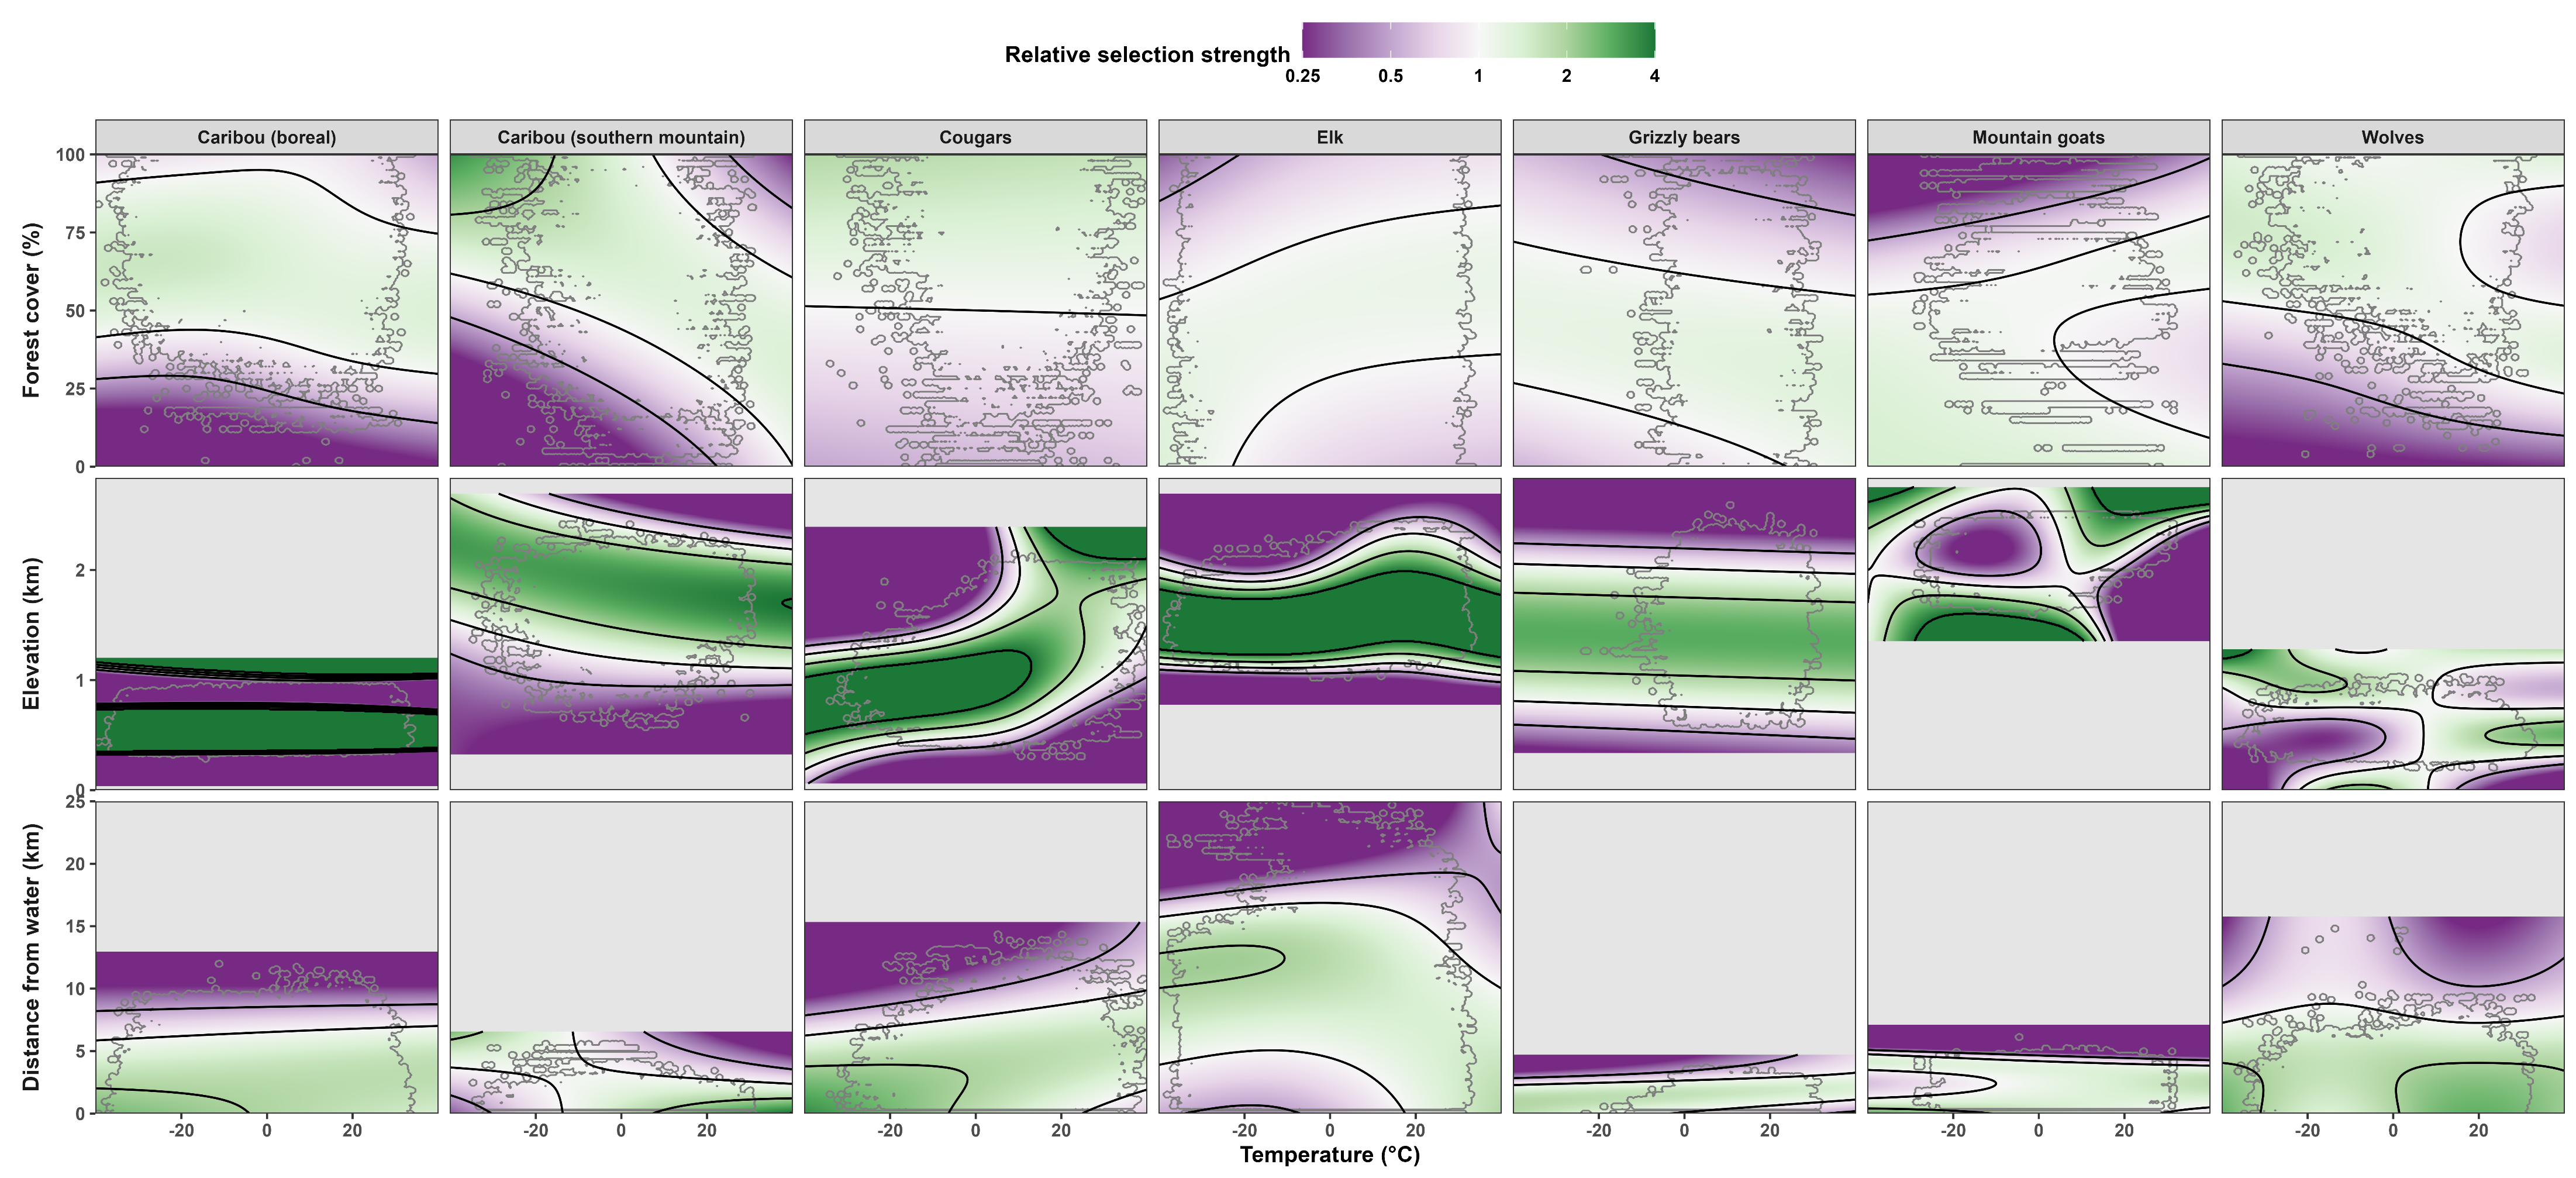 Relative selection strength
0.25 0.5 1 2 4
Caribou (boreal) Caribou (southern mountain) Cougars Elk Grizzly bears Mountain goats Wolves
Forest cover (%)
100
75
50
25
0
Elevation (km)
2
1
0
Distance from water (km)
25
20
15
10
5
0
-20 0 20 -20 0 20 -20 0 20 -20 0 20 -20 0 20 -20 0 20 -20 0 20
Temperature (°C)